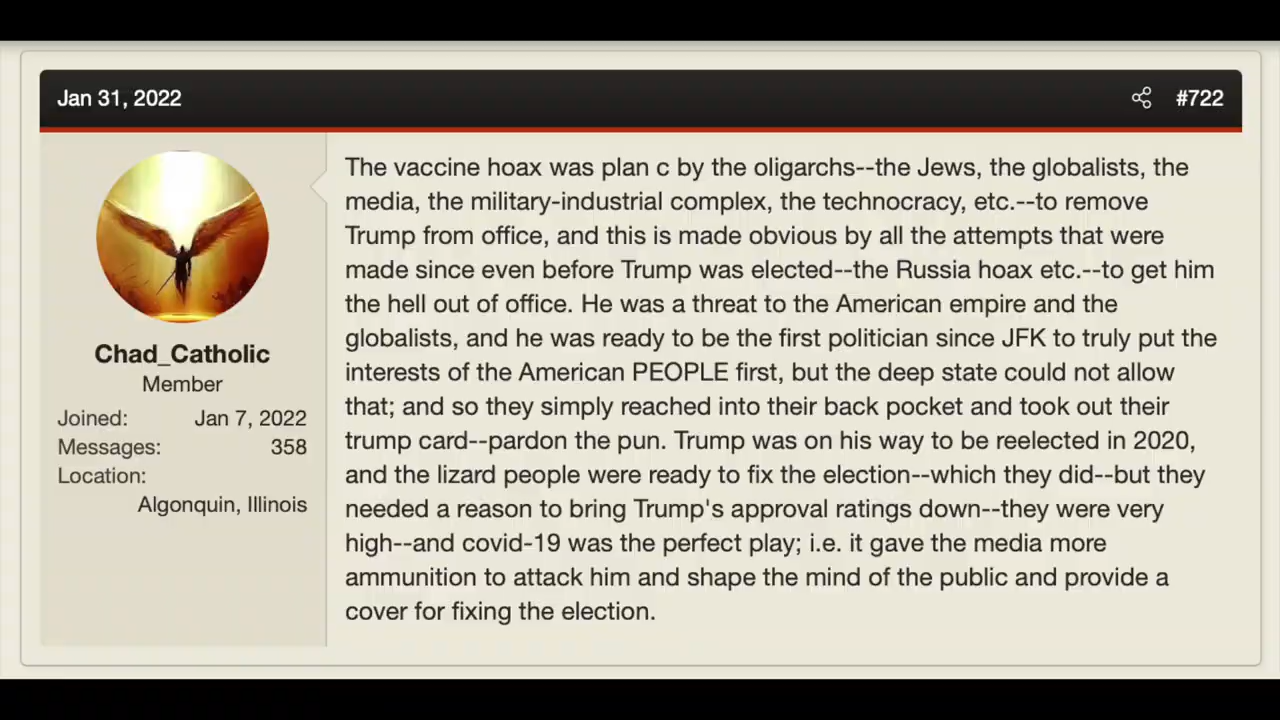 Jan 31, 2022
#722
Chad_Catholic
Member
Joined: Jan 7, 2022
Messages: 358
Location:
Algonquin, Illinois
The vaccine hoax was plan c by the oligarchs--the Jews, the globalists, the
media, the military-industrial complex, the technocracy, etc.--to remove
Trump from office, and this is made obvious by all the attempts that were
made since even before Trump was elected--the Russia hoax etc.--to get him
the hell out of office. He was a threat to the American empire and the
globalists, and he was ready to be the first politician since JFK to truly put the
interests of the American PEOPLE first, but the deep state could not allow
that; and so they simply reached into their back pocket and took out their
trump card--pardon the pun. Trump was on his way to be reelected in 2020,
and the lizard people were ready to fix the election--which they did--but they
needed a reason to bring Trump's approval ratings down--they were very
high--and covid-19 was the perfect play; i.e. it gave the media more
ammunition to attack him and shape the mind of the public and provide a
cover for fixing the election.